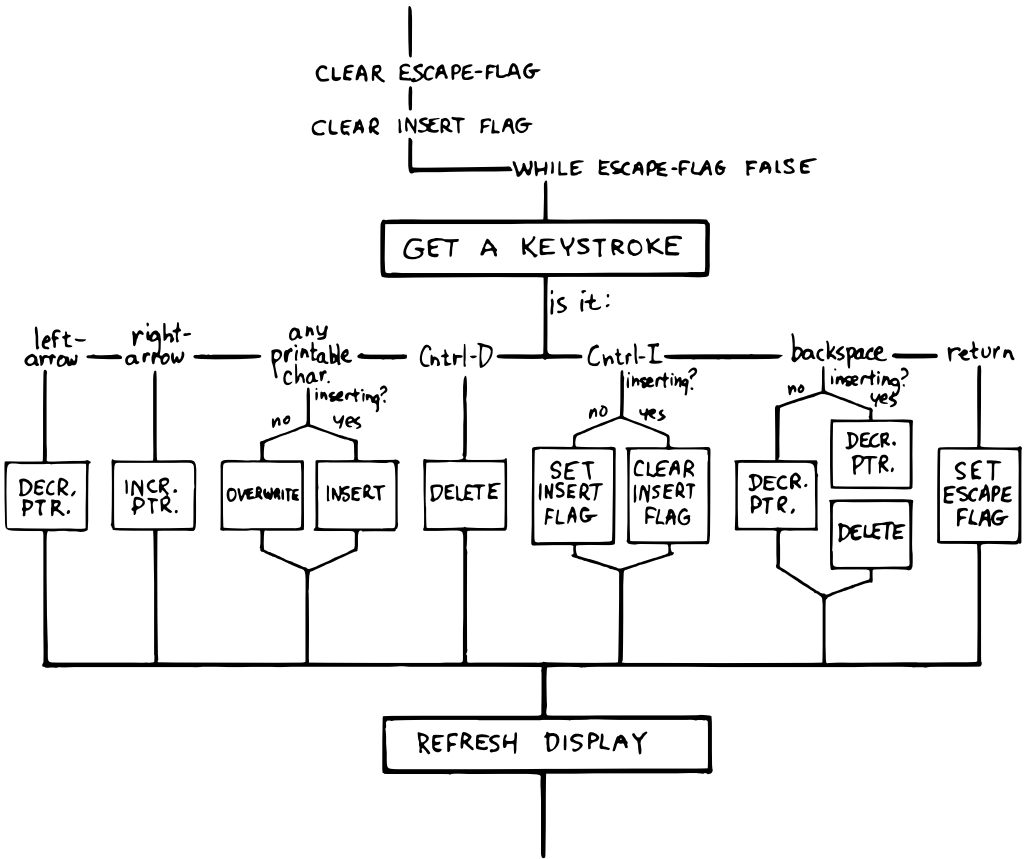 CLEAR ESCAPE-FLAG
CLEAR INSERT FLAG
WHILE ESCAPE-FLAG FALSE
GET A KEYSTROKE
is it:
left-
arrow
right-
arrow
any
printable
char.
Cntrl-D
Cntrl-I
backspace
return
inserting?
no yes
inserting?
no yes
inserting?
no yes
DECR.
PTR.
INCR.
PTR.
OVERWRITE
INSERT
DELETE
SET
INSERT
FLAG
CLEAR
INSERT
FLAG
DECR.
PTR.
DECR.
PTR.
DELETE
SET
ESCAPE
FLAG
REFRESH DISPLAY